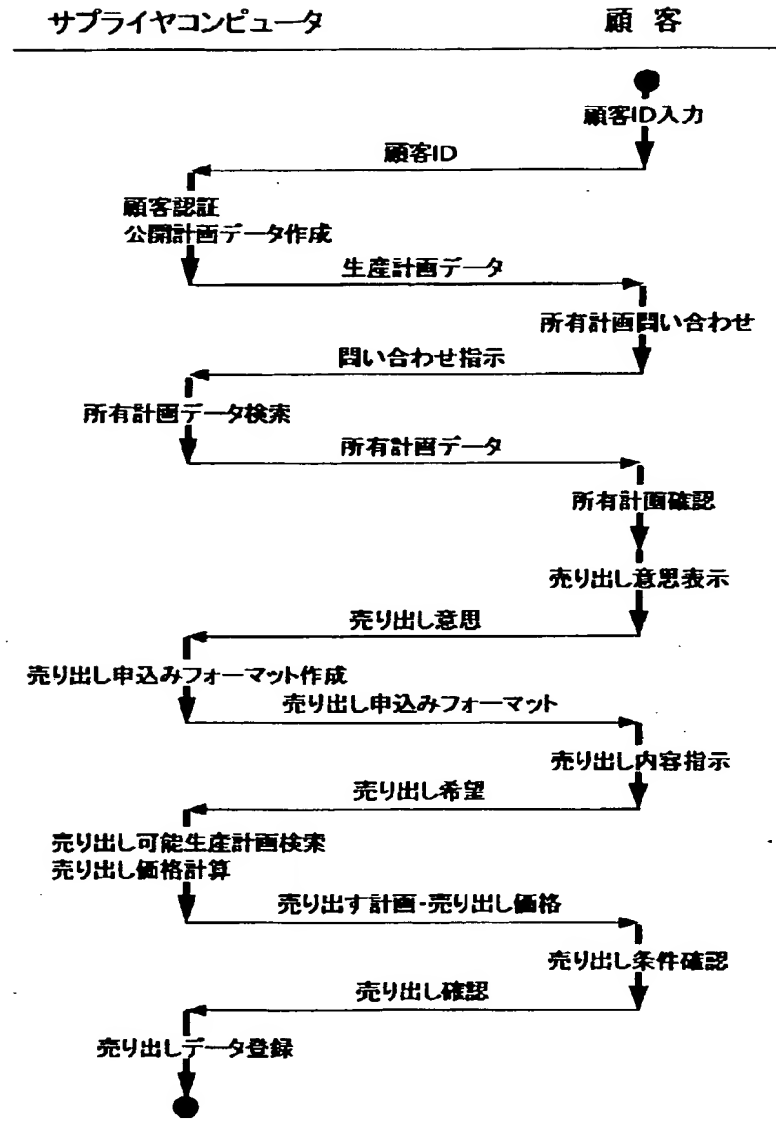 サプライヤコンピュータ
顧 客
顧客ID入力
顧客ID
顧客認証
公開計画データ作成
生産計画データ
所有計画問い合わせ
問い合わせ指示
所有計画データ検索
所有計画データ
所有計画確認
売り出し意思表示
売り出し意思
売り出し申込みフォーマット作成
売り出し申込みフォーマット
売り出し内容指示
売り出し希望
売り出し可能生産計画検索
売り出し価格計算
売り出す計画・売り出し価格
売り出し条件確認
売り出し確認
売り出しデータ登録